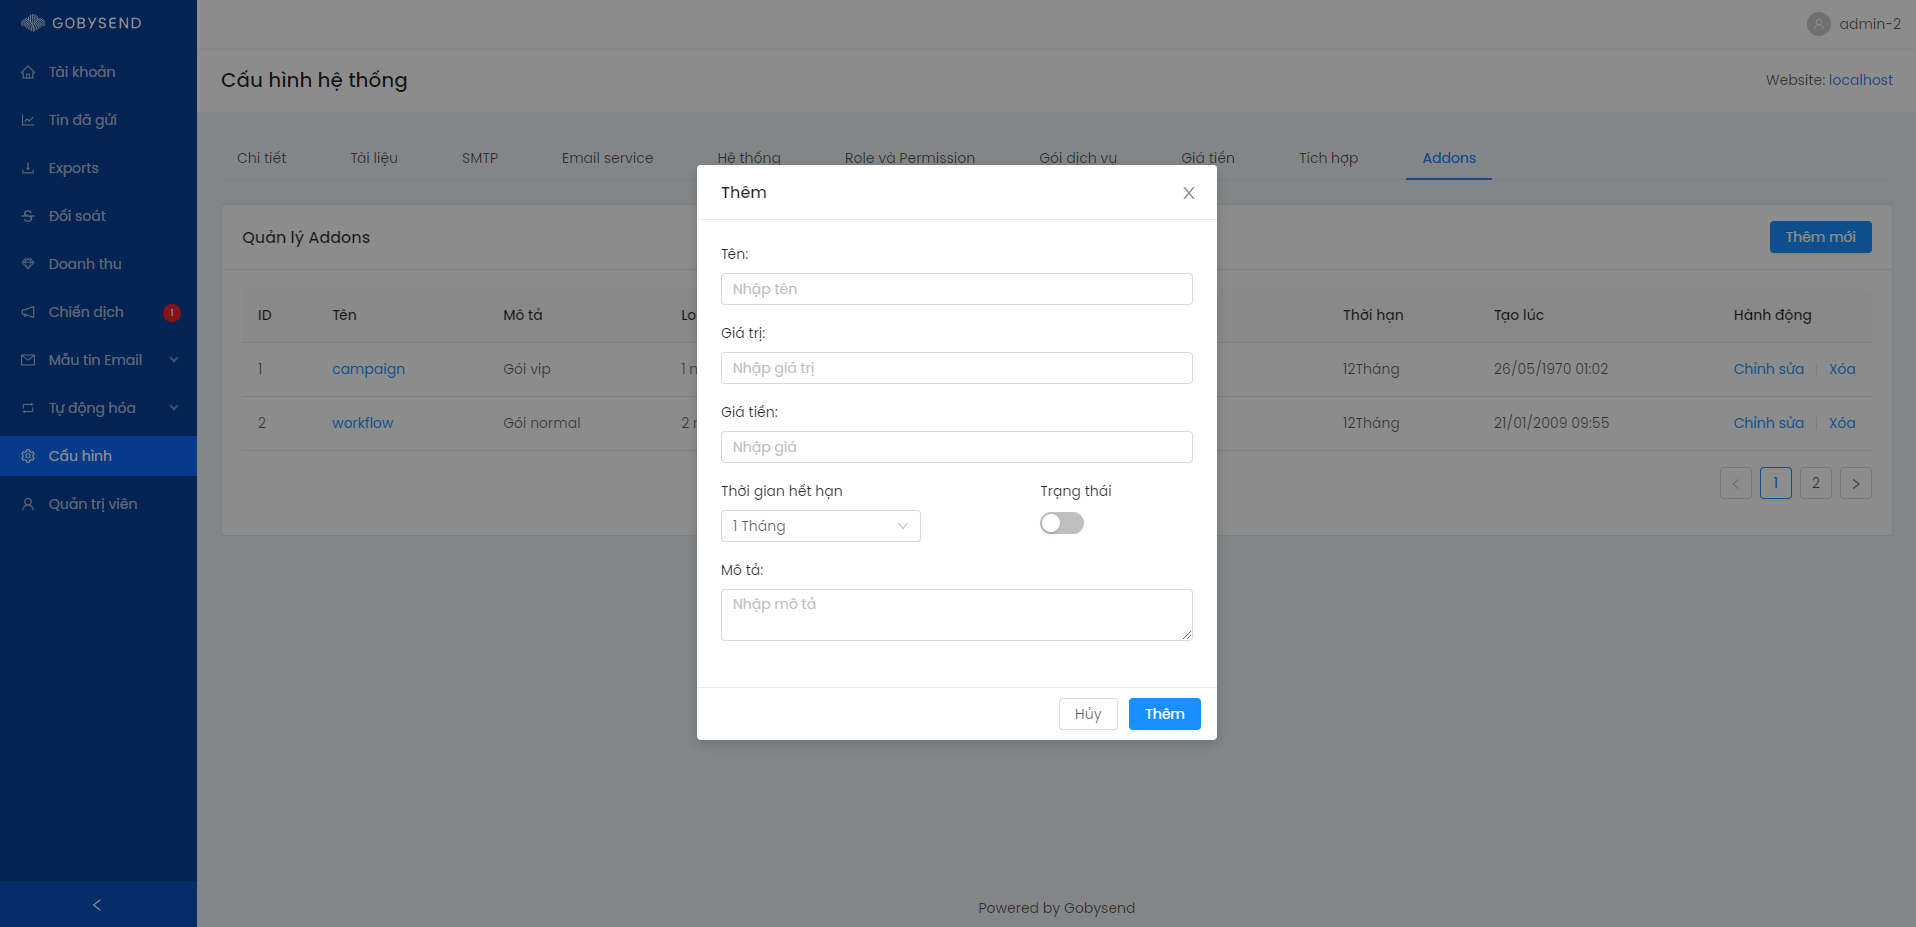 GOBYSEND
admin-2
Tài khoản
Tin đã gửi
Exports
Đối soát
Doanh thu
Chiến dịch
1
Mẫu tin Email
Tự động hóa
Cấu hình
Quản trị viên
Cấu hình hệ thống
Website: localhost
Chi tiết
Tài liệu
SMTP
Email service
Hệ thống
Role và Permission
Gói dịch vụ
Giá tiền
Tích hợp
Addons
Quản lý Addons
Thêm mới
ID
Tên
Mô tả
Thời hạn
Tạo lúc
Hành động
1
campaign
Gói vip
1
12Tháng
26/05/1970 01:02
Chỉnh sửa
Xóa
2
workflow
Gói normal
2
12Tháng
21/01/2009 09:55
Chỉnh sửa
Xóa
1
2
Thêm
Tên:
Nhập tên
Giá trị:
Nhập giá trị
Giá tiền:
Nhập giá
Thời gian hết hạn
Trạng thái
1 Tháng
Mô tả:
Nhập mô tả
Hủy
Thêm
Powered by Gobysend